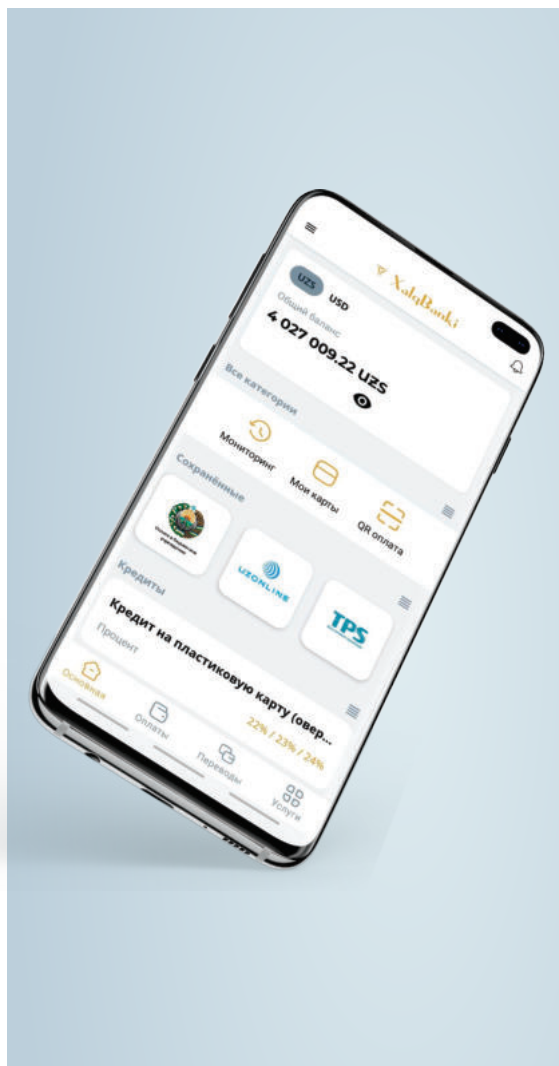 XalqBanki
UZS USD
Общий баланс
4 027 009.22 UZS
Все категории
Мониторинг
Мои карты
QR оплата
Сохранённые
UZONLINE
TPS
Кредиты
Кредит на пластиковую карту (овер...
Процент
22% / 23% / 24%
Основная
Оплаты
Переводы
Услуги